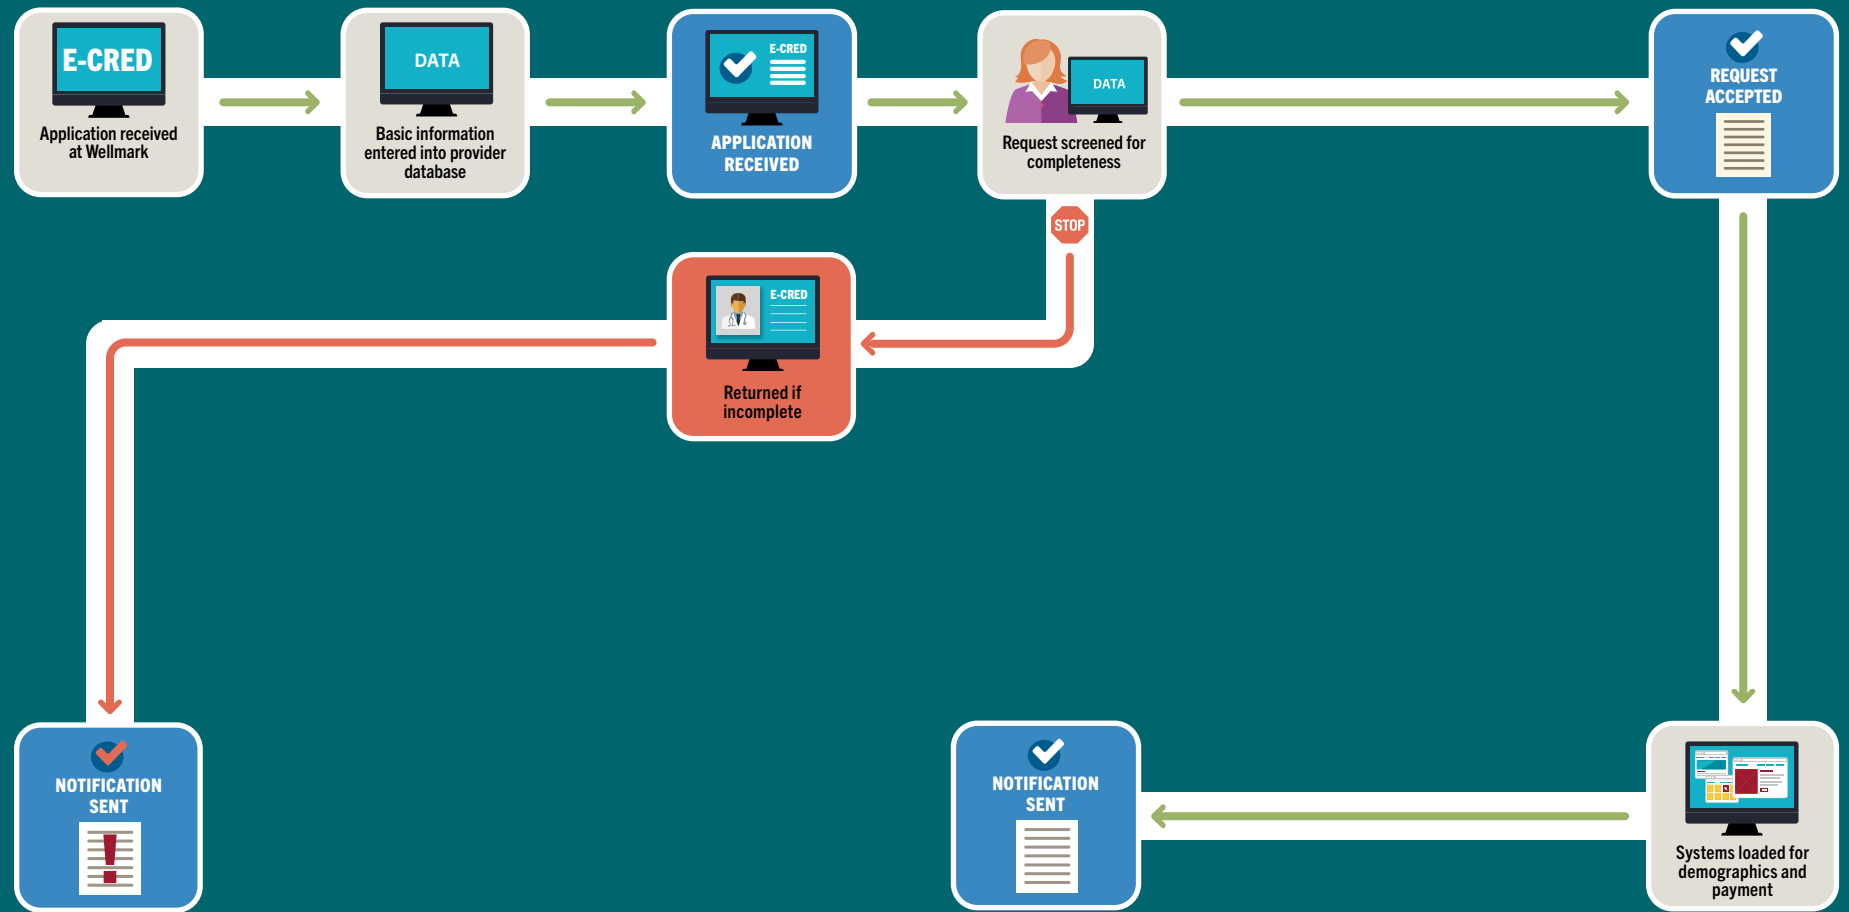 E-CRED
Application received
at Wellmark
DATA
Basic information
entered into provider
database
E-CRED
APPLICATION
RECEIVED
DATA
Request screened for
completeness
REQUEST
ACCEPTED
STOP
E-CRED
Returned if
incomplete
NOTIFICATION
SENT
!
NOTIFICATION
SENT
Systems loaded for
demographics and
payment